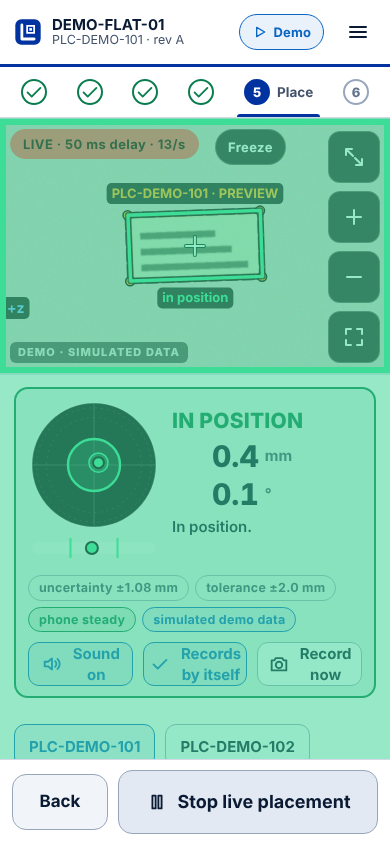 DEMO-FLAT-01
PLC-DEMO-101 · rev A
Demo
5 Place 6
LIVE · 50 ms delay · 13/s
Freeze
PLC-DEMO-101 · PREVIEW
in position
+z
DEMO · SIMULATED DATA
IN POSITION
0.4 mm
0.1 °
In position.
uncertainty ±1.08 mm
tolerance ±2.0 mm
phone steady
simulated demo data
Sound on
Records by itself
Record now
PLC-DEMO-101
PLC-DEMO-102
Back
Stop live placement